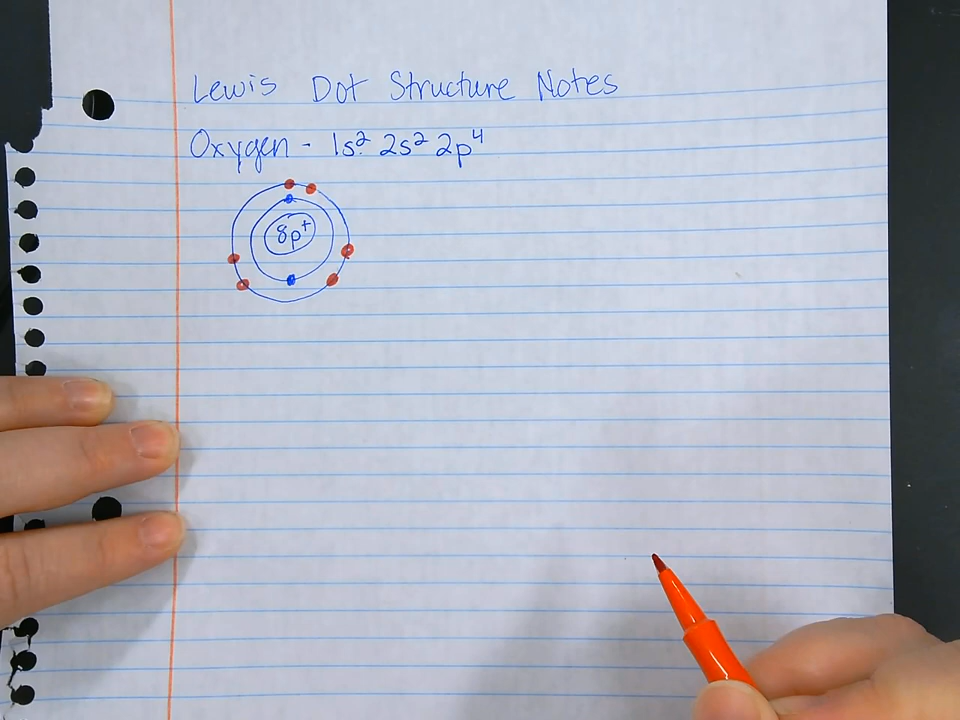 Lewis Dot Structure Notes
Oxygen - 1s² 2s² 2p⁴
8p⁺